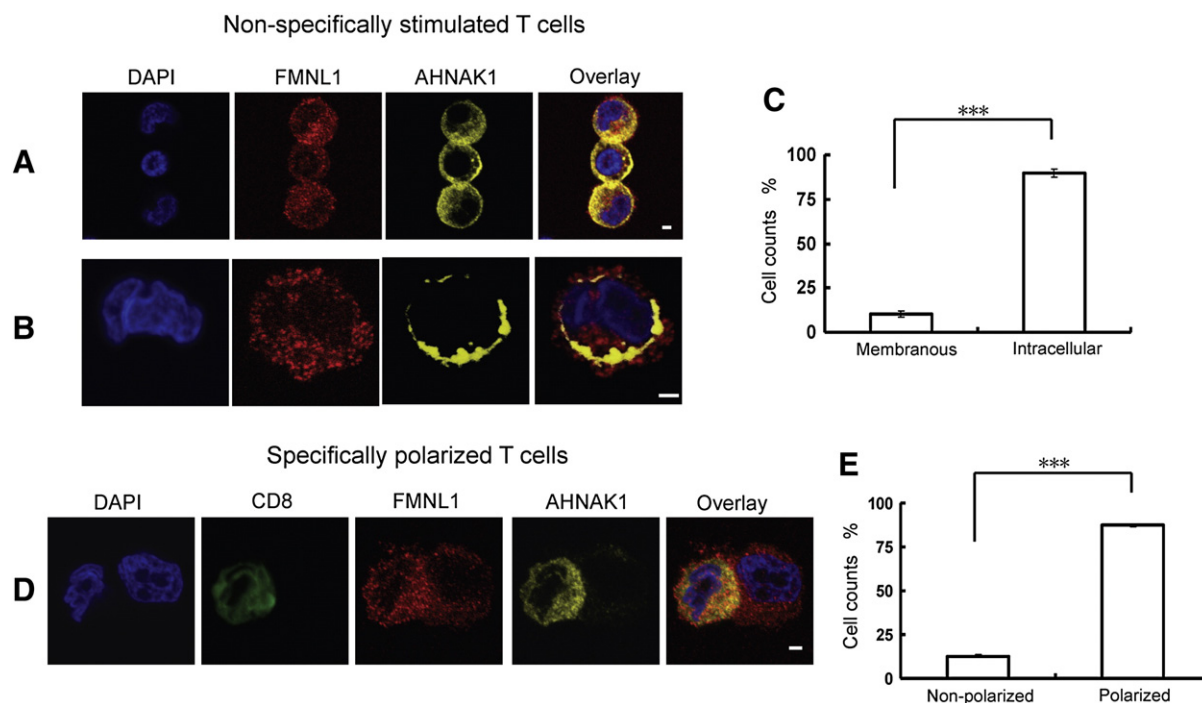 Non-specifically stimulated T cells
DAPI FMNL1 AHNAK1 Overlay
A
B
C
***
100
75
50
25
0
Cell counts %
Membranous Intracellular
Specifically polarized T cells
DAPI CD8 FMNL1 AHNAK1 Overlay
D
E
***
100
75
50
25
0
Cell counts %
Non-polarized Polarized